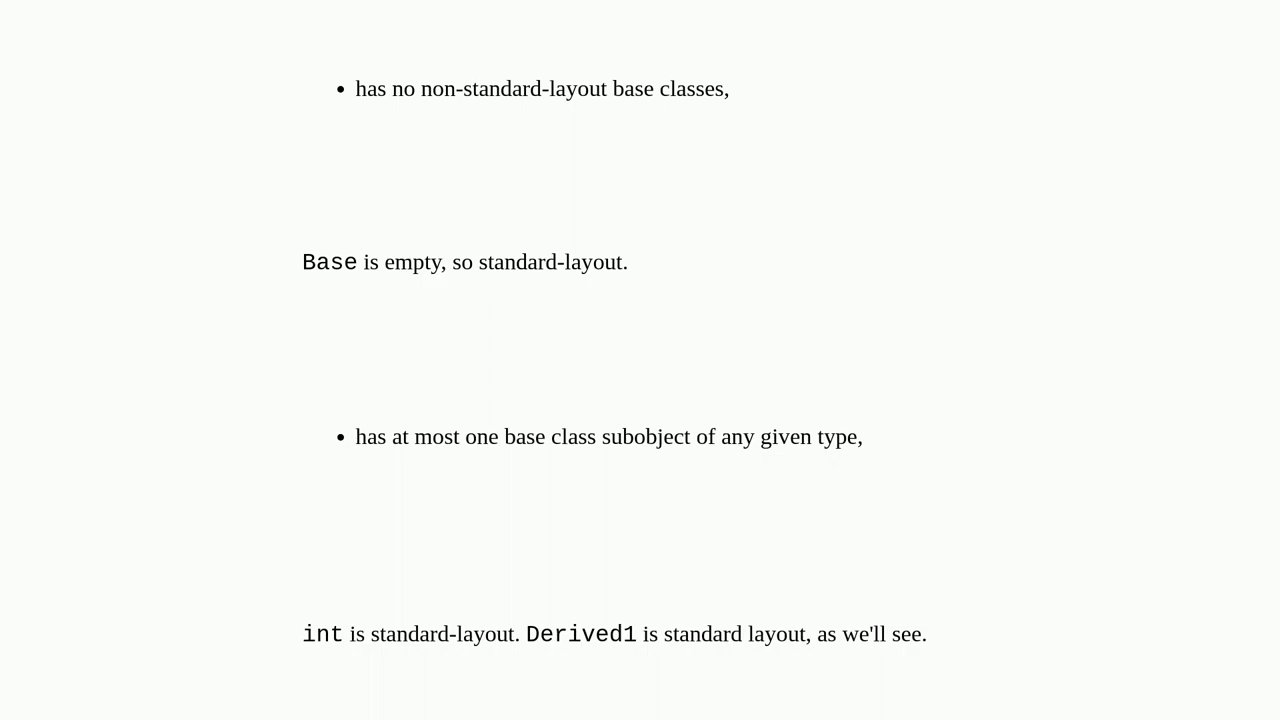 • has no non-standard-layout base classes,
Base is empty, so standard-layout.
• has at most one base class subobject of any given type,
int is standard-layout. Derived1 is standard layout, as we'll see.